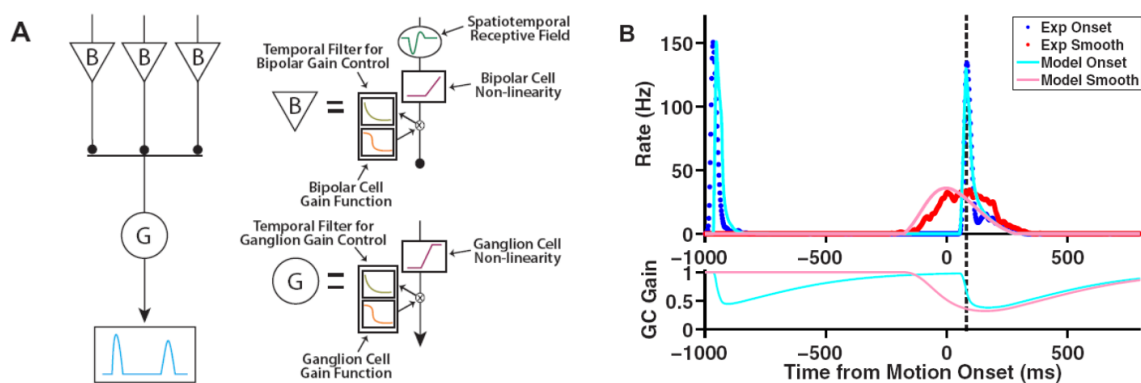 A
B
B
B
G
Temporal Filter for
Bipolar Gain Control
Spatiotemporal
Receptive Field
Bipolar Cell
Non-linearity
B
=
Bipolar Cell
Gain Function
Temporal Filter for
Ganglion Gain Control
Ganglion Cell
Non-linearity
G
=
Ganglion Cell
Gain Function
B
Exp Onset
Exp Smooth
Model Onset
Model Smooth
Rate (Hz)
150
100
50
0
−1000
−500
0
500
GC Gain
1
0.5
0
−1000
−500
0
500
Time from Motion Onset (ms)